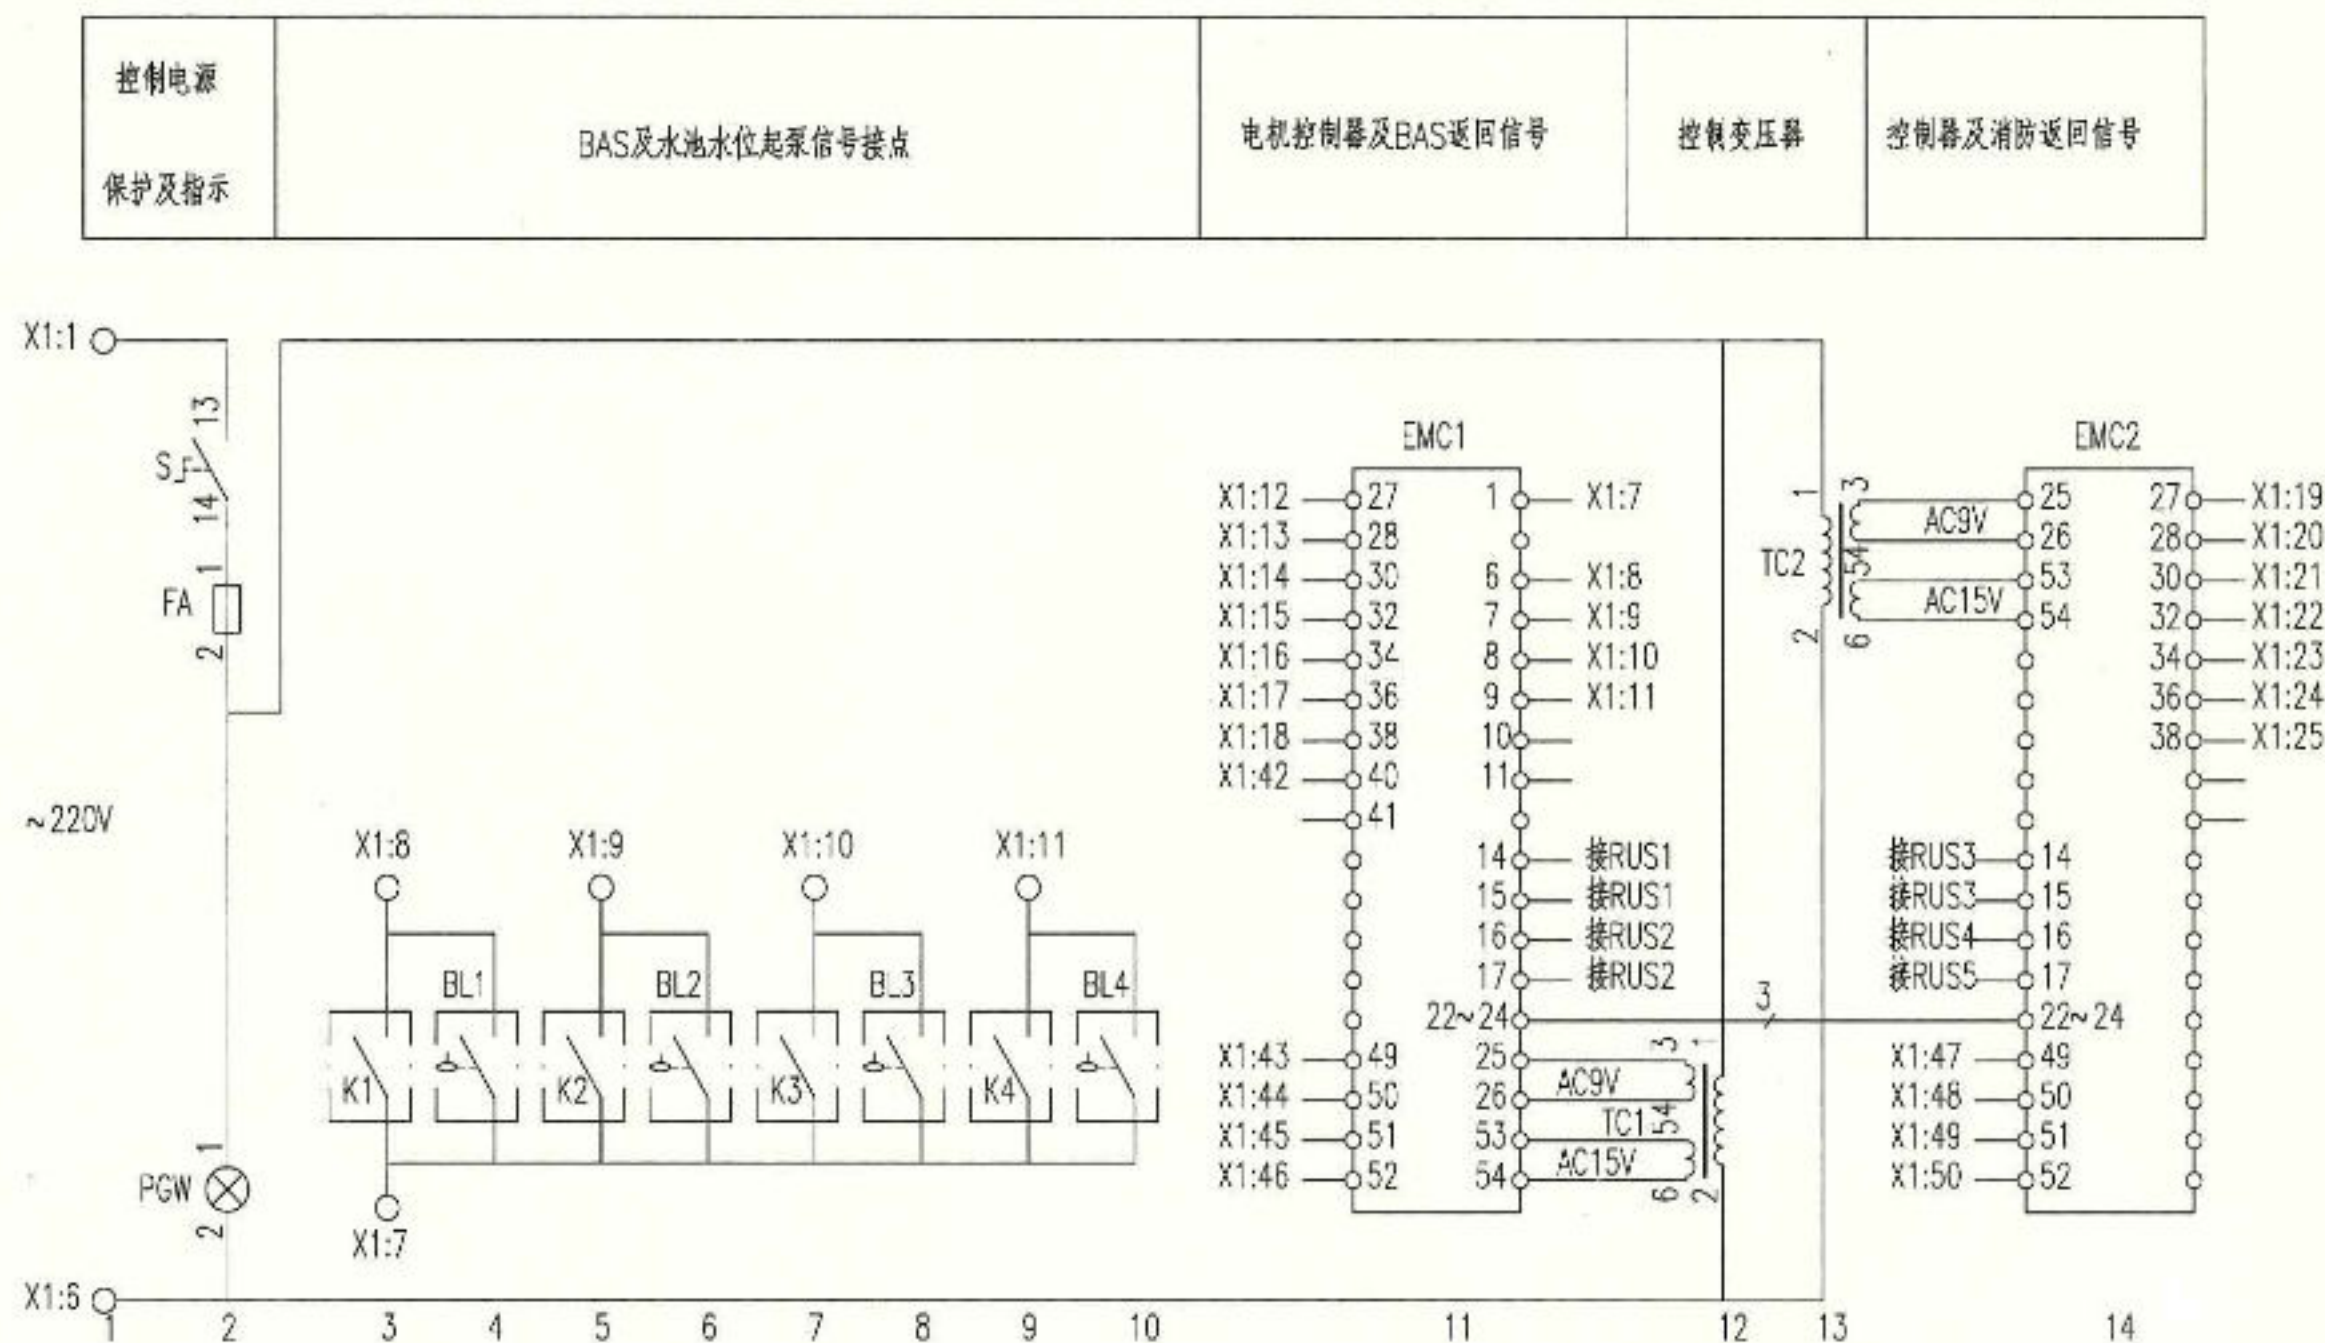 控制电源
保护及指示
BAS及水池水位起泵信号接点
电机控制器及BAS返回信号
控制变压器
控制器及消防返回信号
X1:1
13
S
14
1
FA
2
~220V
1
PGW
2
X1:6
X1:8
X1:9
X1:10
X1:11
BL1
BL2
BL3
BL4
K1
K2
K3
K4
X1:7
EMC1
X1:12 27 1 X1:7
X1:13 28
X1:14 30 6 X1:8
X1:15 32 7 X1:9
X1:16 34 8 X1:10
X1:17 36 9 X1:11
X1:18 38 10
X1:42 40 11
41
14 接RUS1
15 接RUS1
16 接RUS2
17 接RUS2
22~24
X1:43 49 25
X1:44 50 26
X1:45 51 53
X1:46 52 54
AC9V
AC15V
TC1
3
54
6
1
2
3
TC2
1
2
3
54
6
AC9V
AC15V
EMC2
25 27 X1:19
26 28 X1:20
53 30 X1:21
54 32 X1:22
34 X1:23
36 X1:24
38 X1:25
接RUS3 14
接RUS3 15
接RUS4 16
接RUS5 17
22~24
X1:47 49
X1:48 50
X1:49 51
X1:50 52
1 2 3 4 5 6 7 8 9 10 11 12 13 14